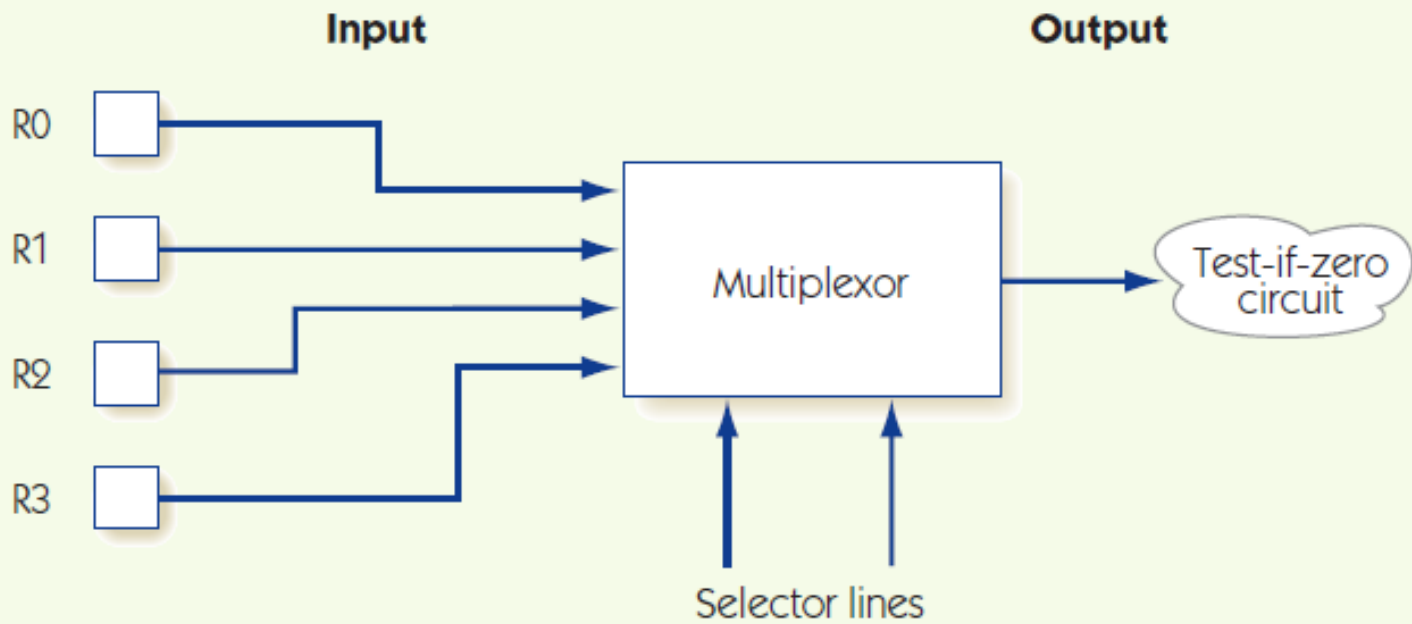 Input
Output
R0
R1
R2
R3
Multiplexor
Test-if-zero
circuit
Selector lines